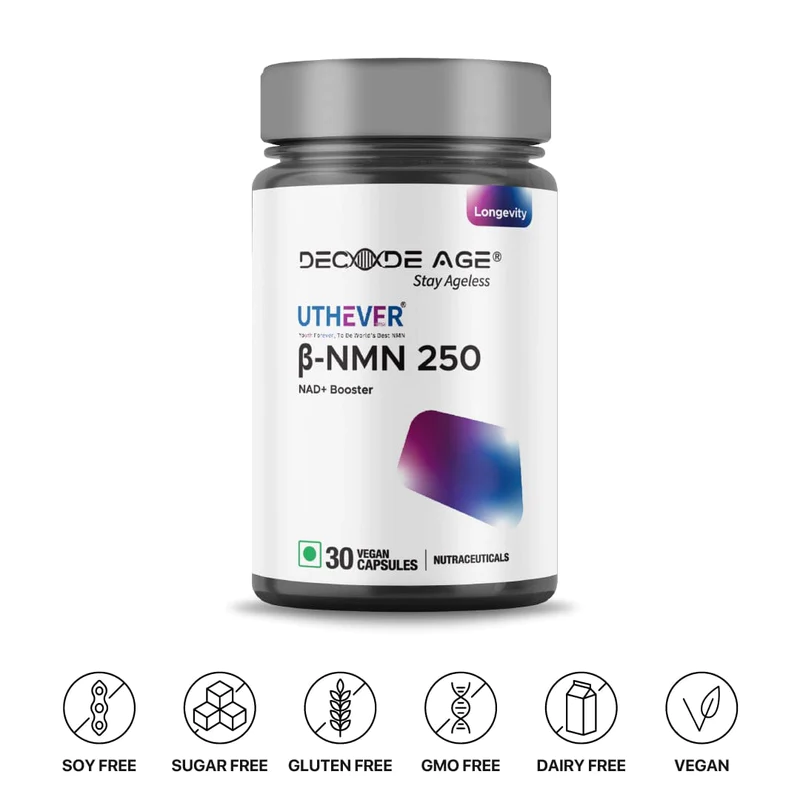 Longevity
DECODE AGE®
Stay Ageless
UTHEVER®
Youth Forever, To Be World's Best NMN
β-NMN 250
NAD+ Booster
30 VEGAN CAPSULES | NUTRACEUTICALS
SOY FREE
SUGAR FREE
GLUTEN FREE
GMO FREE
DAIRY FREE
VEGAN